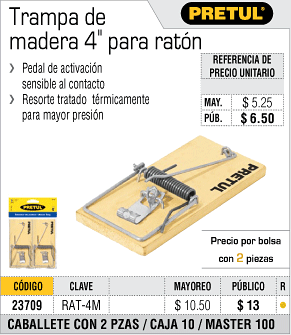 Trampa de
madera 4" para ratón
PRETUL
› Pedal de activación
sensible al contacto
› Resorte tratado térmicamente
para mayor presión
REFERENCIA DE
PRECIO UNITARIO
MAY. $ 5.25
PÚB. $ 6.50
PRETUL
PRETUL
Precio por bolsa
con 2 piezas
CÓDIGO CLAVE MAYOREO PÚBLICO R
23709 RAT-4M $ 10.50 $ 13 ●
CABALLETE CON 2 PZAS / CAJA 10 / MASTER 100